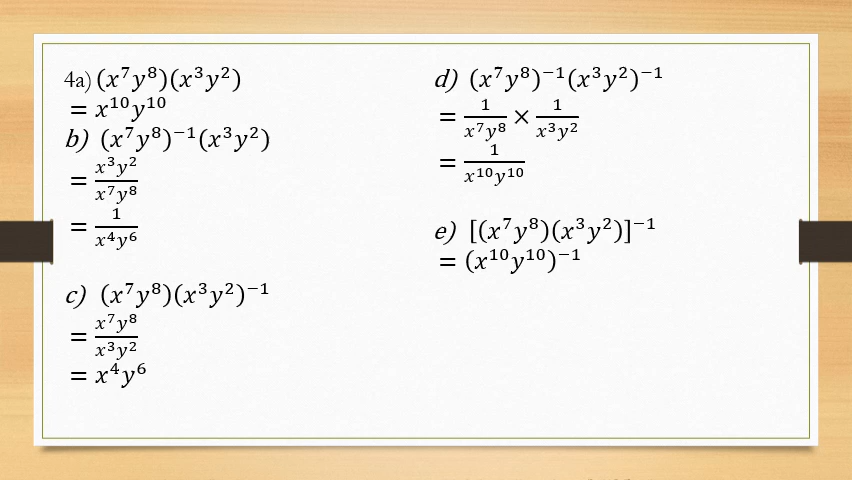 4a) (x⁷y⁸)(x³y²)
= x¹⁰y¹⁰
b) (x⁷y⁸)⁻¹(x³y²)
= x³y²/x⁷y⁸
= 1/x⁴y⁶
c) (x⁷y⁸)(x³y²)⁻¹
= x⁷y⁸/x³y²
= x⁴y⁶
d) (x⁷y⁸)⁻¹(x³y²)⁻¹
= 1/x⁷y⁸ × 1/x³y²
= 1/x¹⁰y¹⁰
e) [(x⁷y⁸)(x³y²)]⁻¹
= (x¹⁰y¹⁰)⁻¹